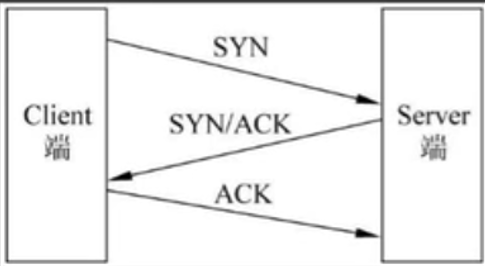 SYN
Client
端
SYN/ACK
Server
端
ACK